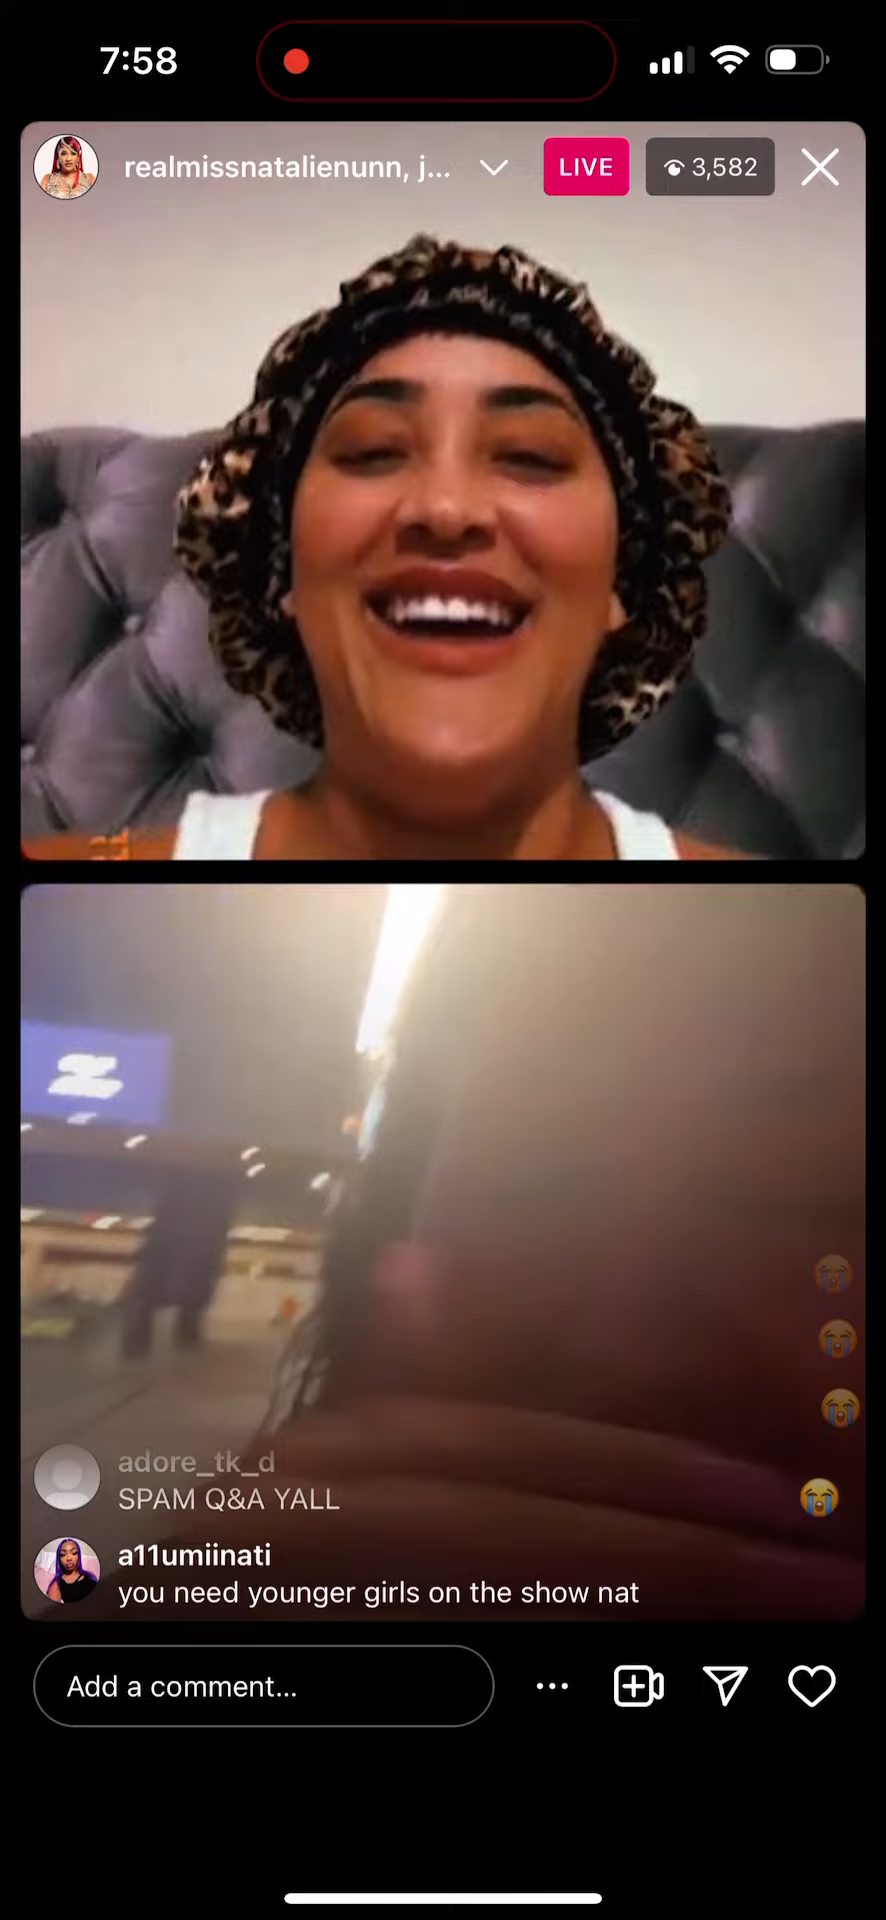 7:58
realmissnatalienunn, j...
LIVE
3,582
adore_tk_d
SPAM Q&A YALL
a11umiinati
you need younger girls on the show nat
Add a comment...